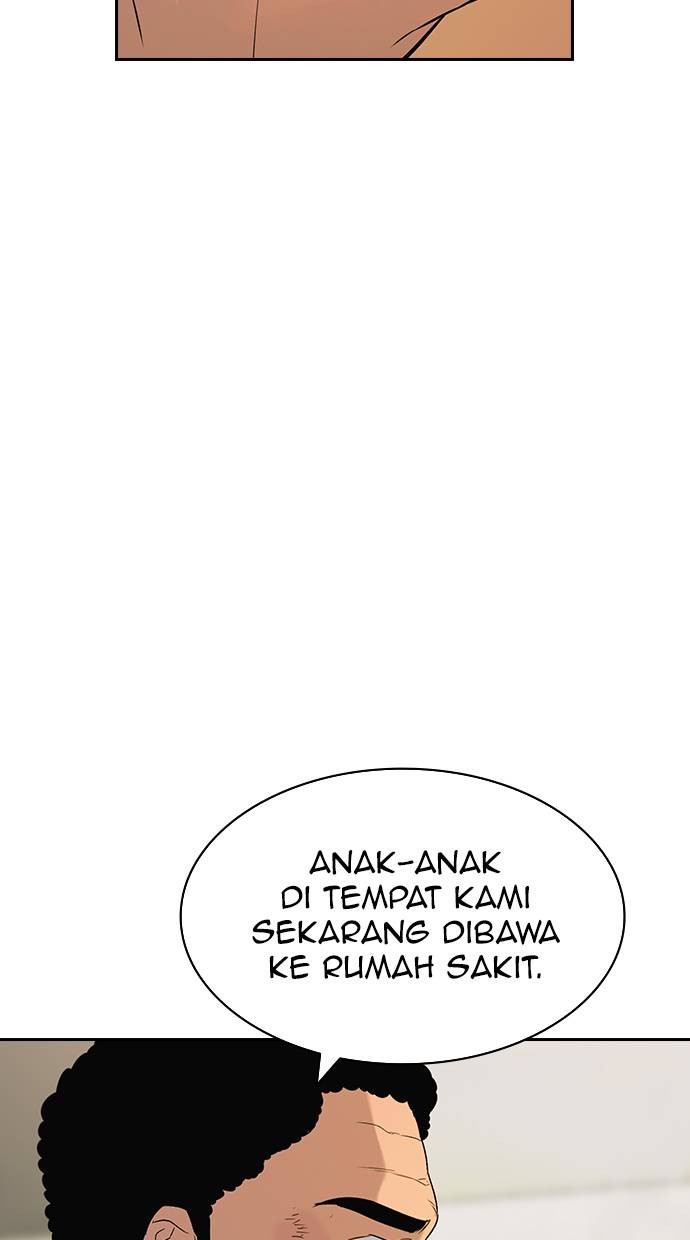 ANAK-ANAK
DI TEMPAT KAMI
SEKARANG DIBAWA
KE RUMAH SAKIT.